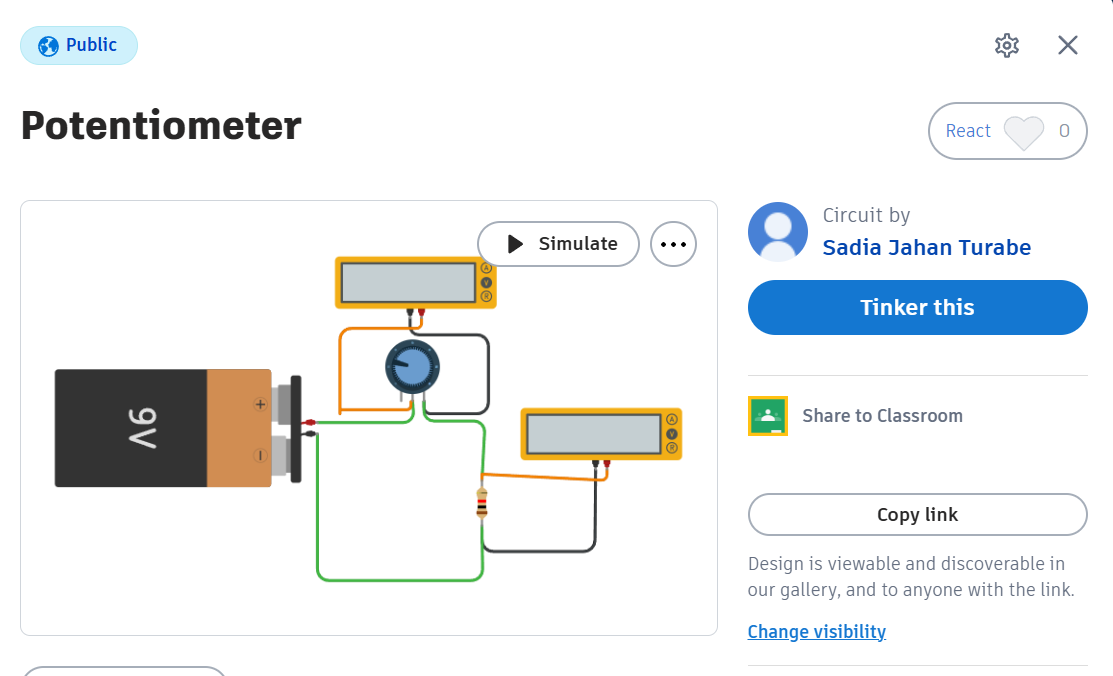 Public
Potentiometer
React 0
Simulate
A
V
R
9V
+
A
V
R
Circuit by
Sadia Jahan Turabe
Tinker this
Share to Classroom
Copy link
Design is viewable and discoverable in
our gallery, and to anyone with the link.
Change visibility